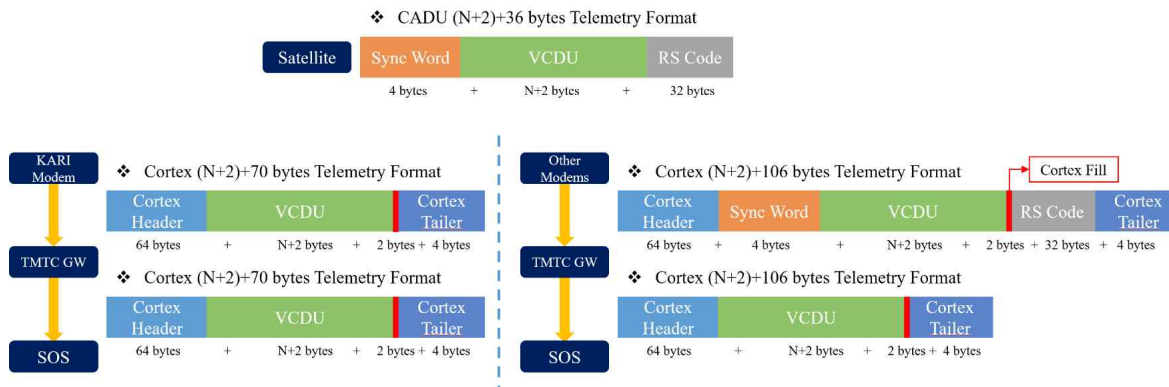 ❖ CADU (N+2)+36 bytes Telemetry Format
Satellite
Sync Word VCDU RS Code
4 bytes + N+2 bytes + 32 bytes
KARI
Modem
❖ Cortex (N+2)+70 bytes Telemetry Format
Cortex
Header
VCDU
Cortex
Tailer
64 bytes + N+2 bytes + 2 bytes + 4 bytes
TMTC GW
❖ Cortex (N+2)+70 bytes Telemetry Format
Cortex
Header
VCDU
Cortex
Tailer
64 bytes + N+2 bytes + 2 bytes + 4 bytes
SOS
Other
Modems
❖ Cortex (N+2)+106 bytes Telemetry Format
Cortex Fill
Cortex
Header
Sync Word
VCDU
RS Code
Cortex
Tailer
64 bytes + 4 bytes + N+2 bytes + 2 bytes + 32 bytes + 4 bytes
TMTC GW
❖ Cortex (N+2)+106 bytes Telemetry Format
Cortex
Header
VCDU
Cortex
Tailer
64 bytes + N+2 bytes + 2 bytes + 4 bytes
SOS